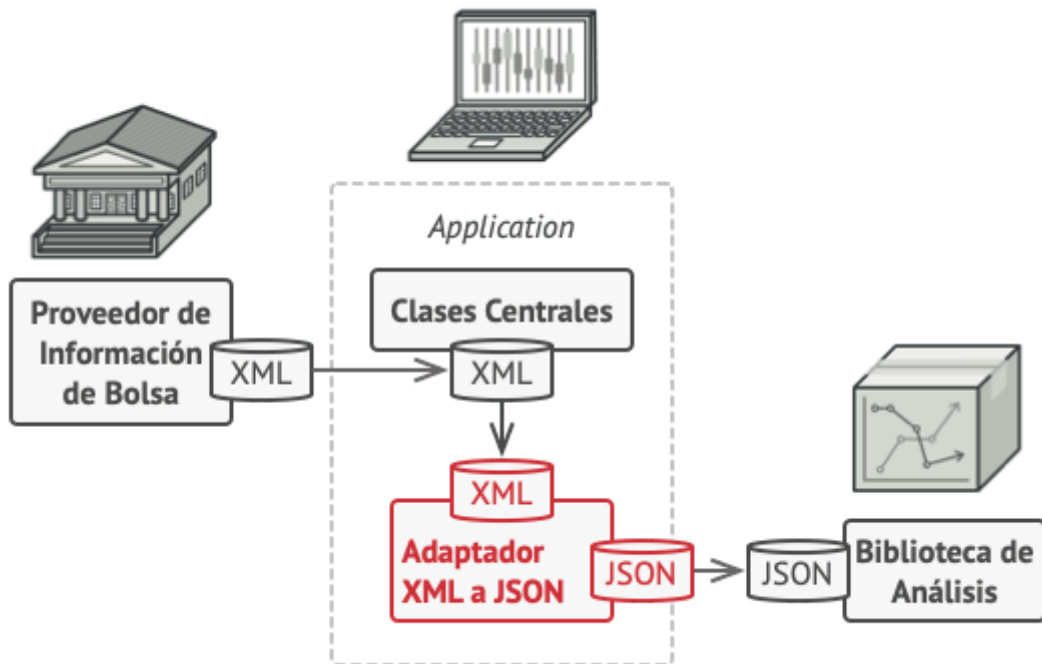 Application
Proveedor de
Información
de Bolsa
XML
Clases Centrales
XML
XML
Adaptador
XML a JSON
JSON
JSON
Biblioteca de
Análisis